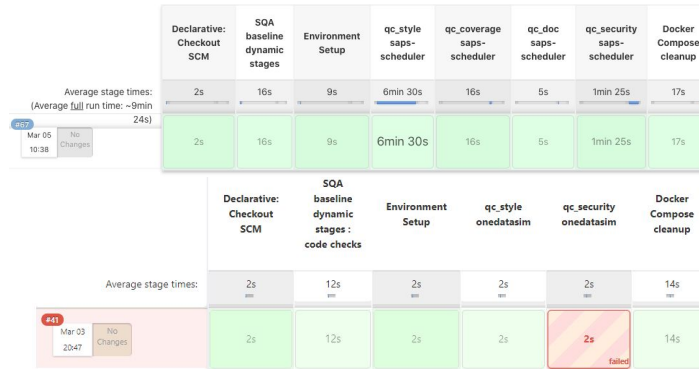 Declarative: Checkout SCM
SQA baseline dynamic stages
Environment Setup
qc_style saps-scheduler
qc_coverage saps-scheduler
qc_doc saps-scheduler
qc_security saps-scheduler
Docker Compose cleanup
Average stage times:
(Average full run time: ~9min 24s)
2s
16s
9s
6min 30s
16s
5s
1min 25s
17s
#67
Mar 05
10:38
No Changes
2s
16s
9s
6min 30s
16s
5s
1min 25s
17s
Declarative: Checkout SCM
SQA baseline dynamic stages : code checks
Environment Setup
qc_style onedatasim
qc_security onedatasim
Docker Compose cleanup
Average stage times:
2s
12s
2s
2s
2s
14s
#41
Mar 03
20:47
No Changes
2s
12s
2s
2s
2s
failed
14s